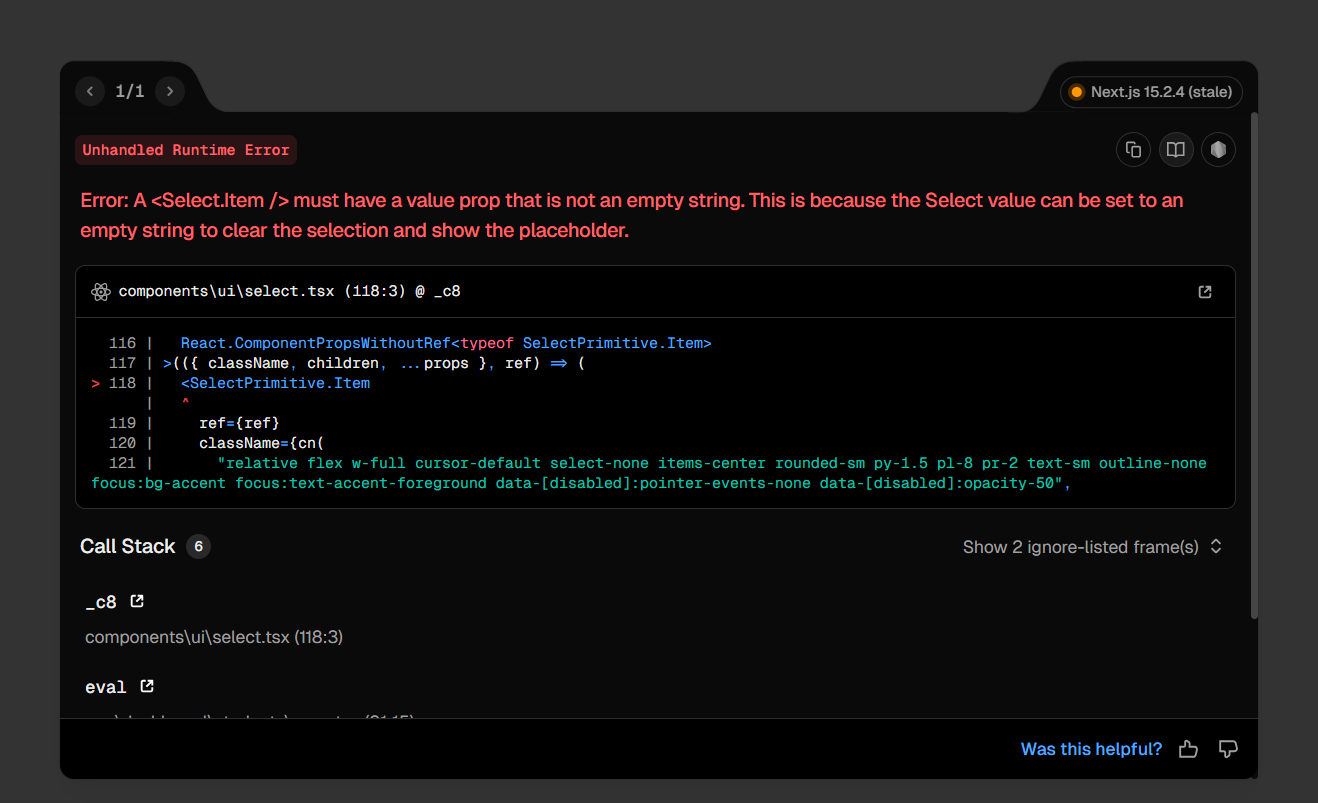 1/1
Next.js 15.2.4 (stale)
Unhandled Runtime Error
Error: A <Select.Item /> must have a value prop that is not an empty string. This is because the Select value can be set to an
empty string to clear the selection and show the placeholder.
components\ui\select.tsx (118:3) @ _c8
116 | React.ComponentPropsWithoutRef<typeof SelectPrimitive.Item>
117 | >(({ className, children, ...props }, ref) => (
> 118 | <SelectPrimitive.Item
| ^
119 | ref={ref}
120 | className={cn(
121 | "relative flex w-full cursor-default select-none items-center rounded-sm py-1.5 pl-8 pr-2 text-sm outline-none
focus:bg-accent focus:text-accent-foreground data-[disabled]:pointer-events-none data-[disabled]:opacity-50",
Call Stack 6
Show 2 ignore-listed frame(s)
_c8
components\ui\select.tsx (118:3)
eval
Was this helpful?